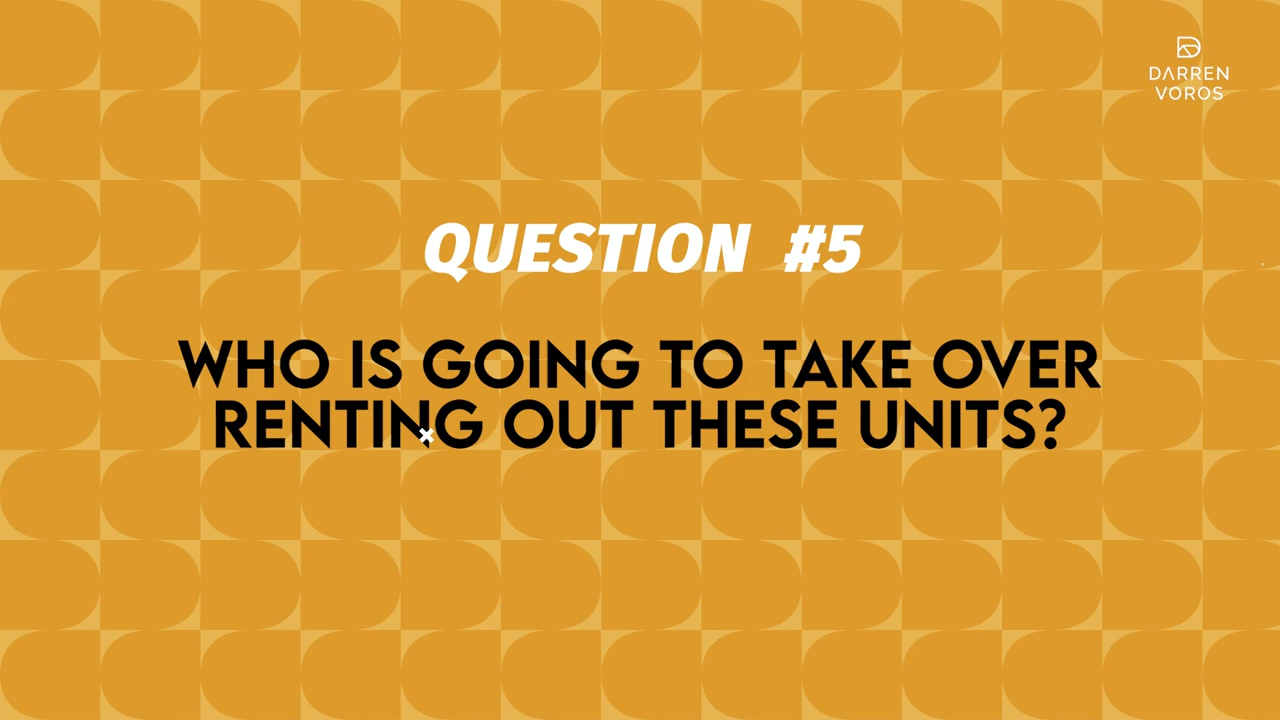 DARREN
VOROS
QUESTION #5
WHO IS GOING TO TAKE OVER
RENTING OUT THESE UNITS?